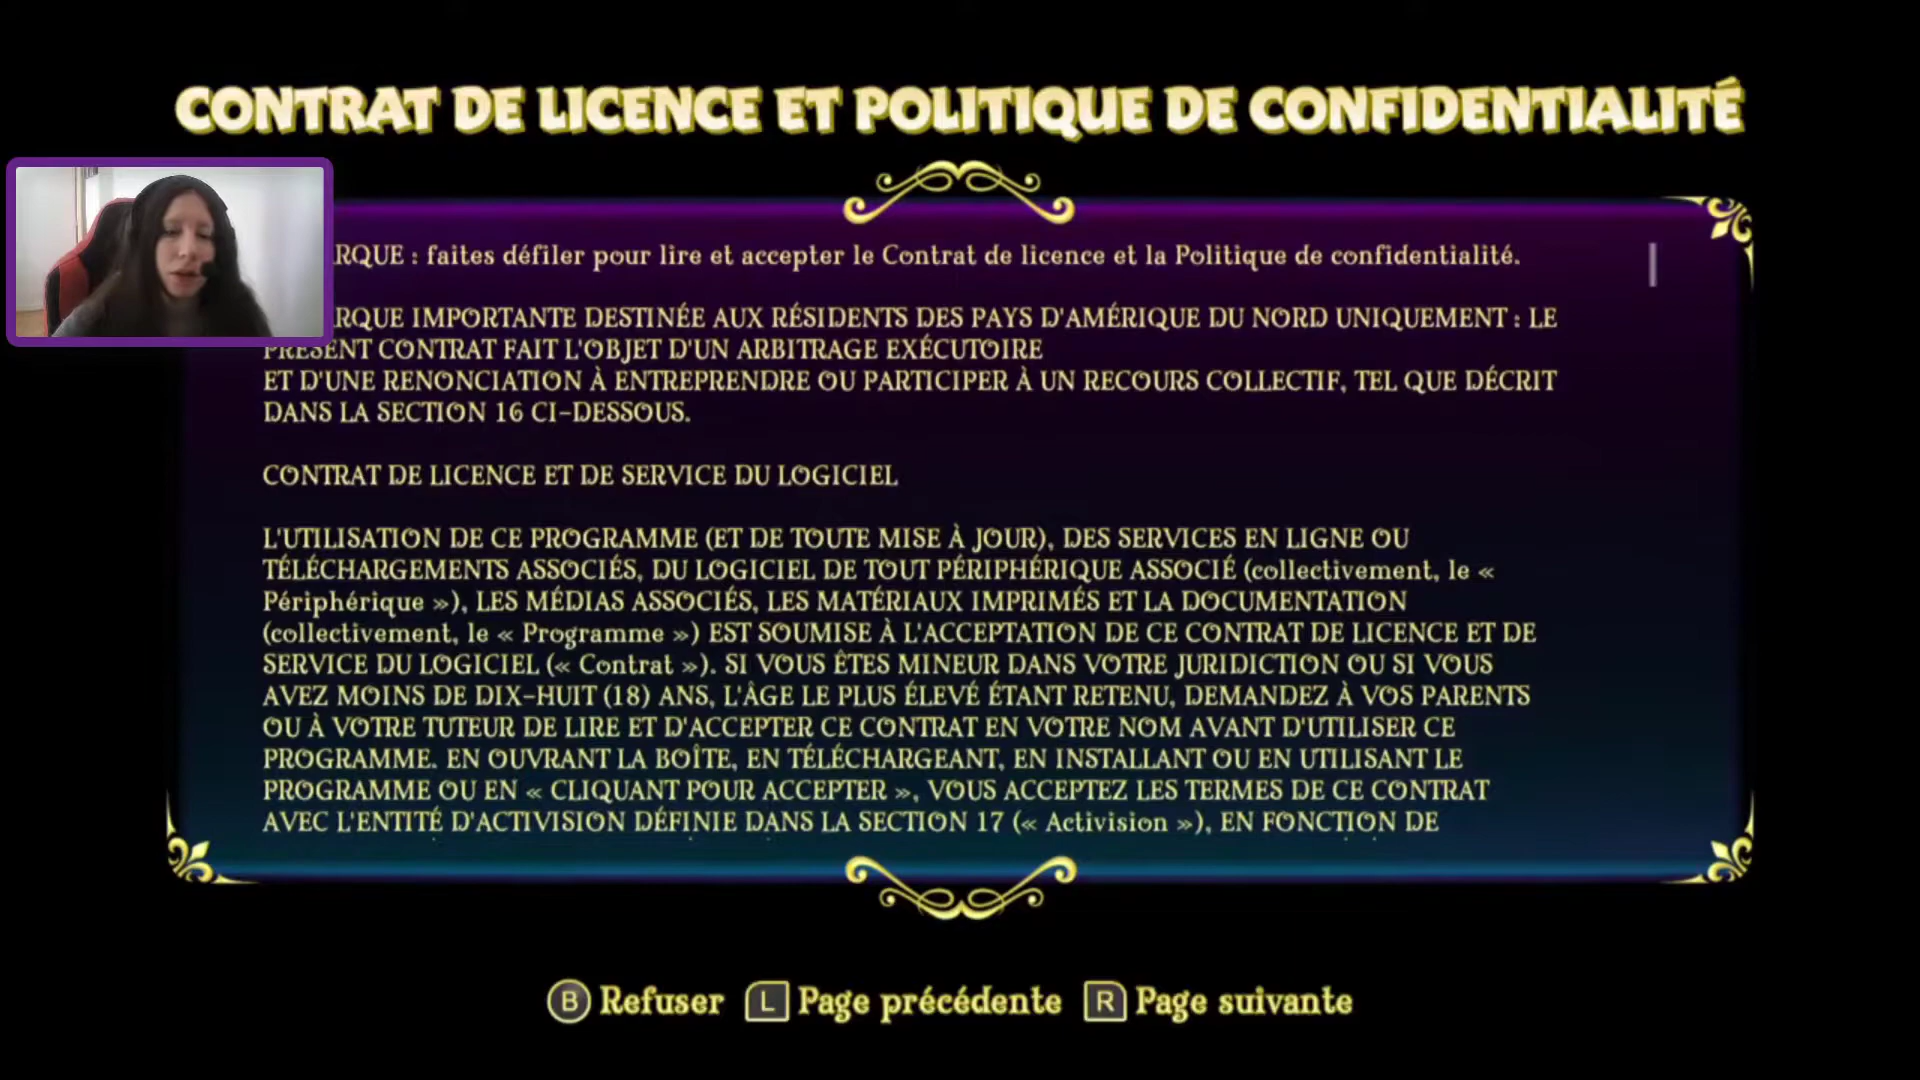 CONTRAT DE LICENCE ET POLITIQUE DE CONFIDENTIALITÉ
RQUE : faites défiler pour lire et accepter le Contrat de licence et la Politique de confidentialité.
RQUE IMPORTANTE DESTINÉE AUX RÉSIDENTS DES PAYS D'AMÉRIQUE DU NORD UNIQUEMENT : LE
PRÉSENT CONTRAT FAIT L'OBJET D'UN ARBITRAGE EXÉCUTOIRE
ET D'UNE RENONCIATION À ENTREPRENDRE OU PARTICIPER À UN RECOURS COLLECTIF, TEL QUE DÉCRIT
DANS LA SECTION 16 CI-DESSOUS.
CONTRAT DE LICENCE ET DE SERVICE DU LOGICIEL
L'UTILISATION DE CE PROGRAMME (ET DE TOUTE MISE À JOUR), DES SERVICES EN LIGNE OU
TÉLÉCHARGEMENTS ASSOCIÉS, DU LOGICIEL DE TOUT PÉRIPHÉRIQUE ASSOCIÉ (collectivement, le «
Périphérique »), LES MÉDIAS ASSOCIÉS, LES MATÉRIAUX IMPRIMÉS ET LA DOCUMENTATION
(collectivement, le « Programme ») EST SOUMISE À L'ACCEPTATION DE CE CONTRAT DE LICENCE ET DE
SERVICE DU LOGICIEL (« Contrat »). SI VOUS ÊTES MINEUR DANS VOTRE JURIDICTION OU SI VOUS
AVEZ MOINS DE DIX-HUIT (18) ANS, L'ÂGE LE PLUS ÉLEVÉ ÉTANT RETENU, DEMANDEZ À VOS PARENTS
OU À VOTRE TUTEUR DE LIRE ET D'ACCEPTER CE CONTRAT EN VOTRE NOM AVANT D'UTILISER CE
PROGRAMME. EN OUVRANT LA BOÎTE, EN TÉLÉCHARGEANT, EN INSTALLANT OU EN UTILISANT LE
PROGRAMME OU EN « CLIQUANT POUR ACCEPTER », VOUS ACCEPTEZ LES TERMES DE CE CONTRAT
AVEC L'ENTITÉ D'ACTIVISION DÉFINIE DANS LA SECTION 17 (« Activision »), EN FONCTION DE
B Refuser L Page précédente R Page suivante